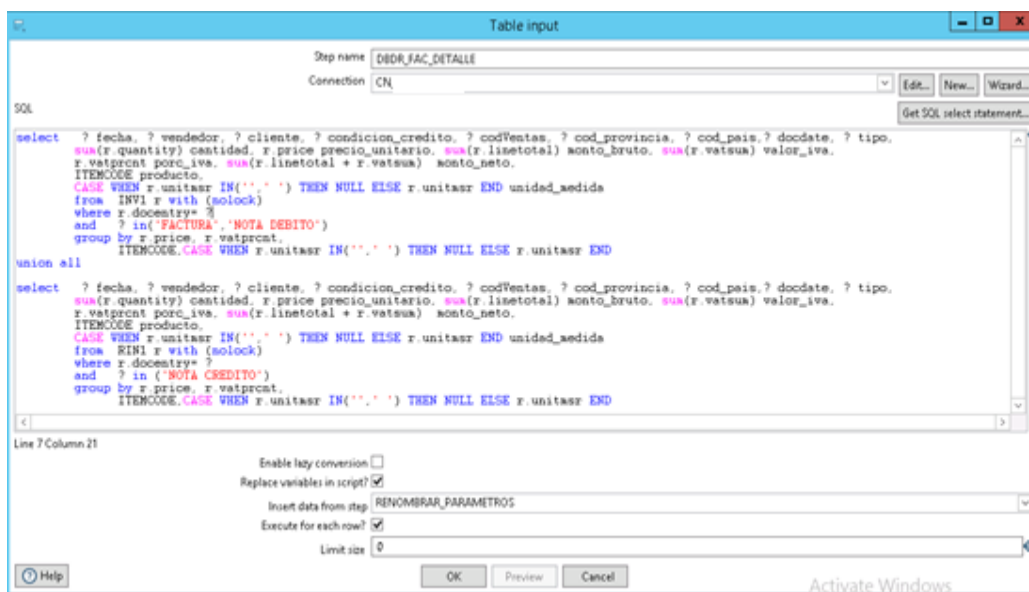 Table input
Step name DBDR_FAC_DETALLE
Connection CN,
Edit... New... Wizard...
SQL
Get SQL select statement...
select ? fecha, ? vendedor, ? cliente, ? condicion_credito, ? codVentas, ? cod_provincia, ? cod_pais,? docdate, ? tipo,
sum(r.quantity) cantidad, r.price precio_unitario, sum(r.linetotal) monto_bruto, sum(r.vatsum) valor_iva,
r.vatprcnt porc_iva, sum(r.linetotal + r.vatsum) monto_neto,
ITEMCODE producto,
CASE WHEN r.unitmsr IN('',' ') THEN NULL ELSE r.unitmsr END unidad_medida
from INV1 r with (nolock)
where r.docentry= ?
and ? in('FACTURA','NOTA DEBITO')
group by r.price, r.vatprcnt,
ITEMCODE,CASE WHEN r.unitmsr IN('',' ') THEN NULL ELSE r.unitmsr END
union all
select ? fecha, ? vendedor, ? cliente, ? condicion_credito, ? codVentas, ? cod_provincia, ? cod_pais,? docdate, ? tipo,
sum(r.quantity) cantidad, r.price precio_unitario, sum(r.linetotal) monto_bruto, sum(r.vatsum) valor_iva,
r.vatprcnt porc_iva, sum(r.linetotal + r.vatsum) monto_neto,
ITEMCODE producto,
CASE WHEN r.unitmsr IN('',' ') THEN NULL ELSE r.unitmsr END unidad_medida
from RIN1 r with (nolock)
where r.docentry= ?
and ? in ('NOTA CREDITO')
group by r.price, r.vatprcnt,
ITEMCODE,CASE WHEN r.unitmsr IN('',' ') THEN NULL ELSE r.unitmsr END
Line 7 Column 21
Enable lazy conversion
Replace variables in script?
Insert data from step RENOMBRAR_PARAMETROS
Execute for each row?
Limit size 0
Help OK Preview Cancel
Activate Windows